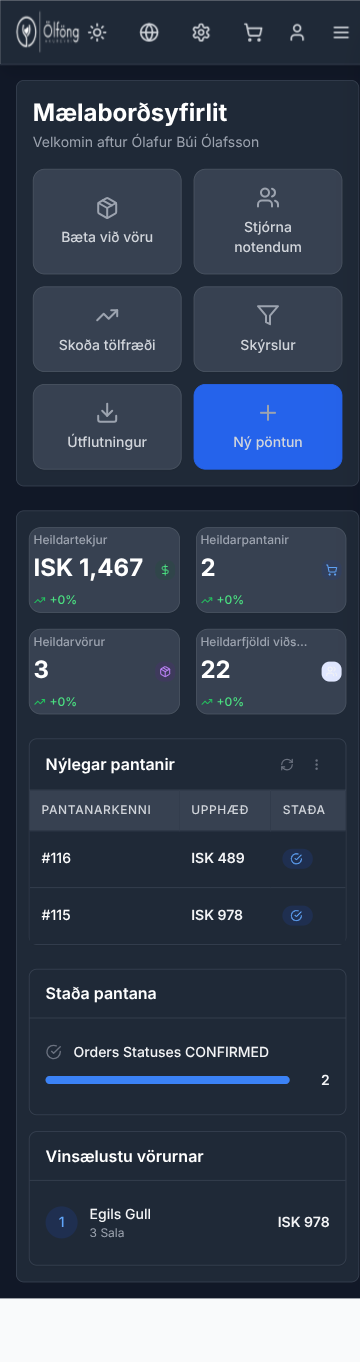 Ölföng
Mælaborðsyfirlit
Velkomin aftur Ólafur Búi Ólafsson
Bæta við vöru
Stjórna
notendum
Skoða tölfræði
Skýrslur
Útflutningur
Ný pöntun
Heildartekjur
ISK 1,467
$
+0%
Heildarpantanir
2
+0%
Heildarvörur
3
+0%
Heildarfjöldi viðs...
22
+0%
Nýlegar pantanir
PANTANARKENNI UPPHÆÐ STAÐA
#116 ISK 489
#115 ISK 978
Staða pantana
Orders Statuses CONFIRMED
2
Vinsælustu vörurnar
1 Egils Gull ISK 978
3 Sala